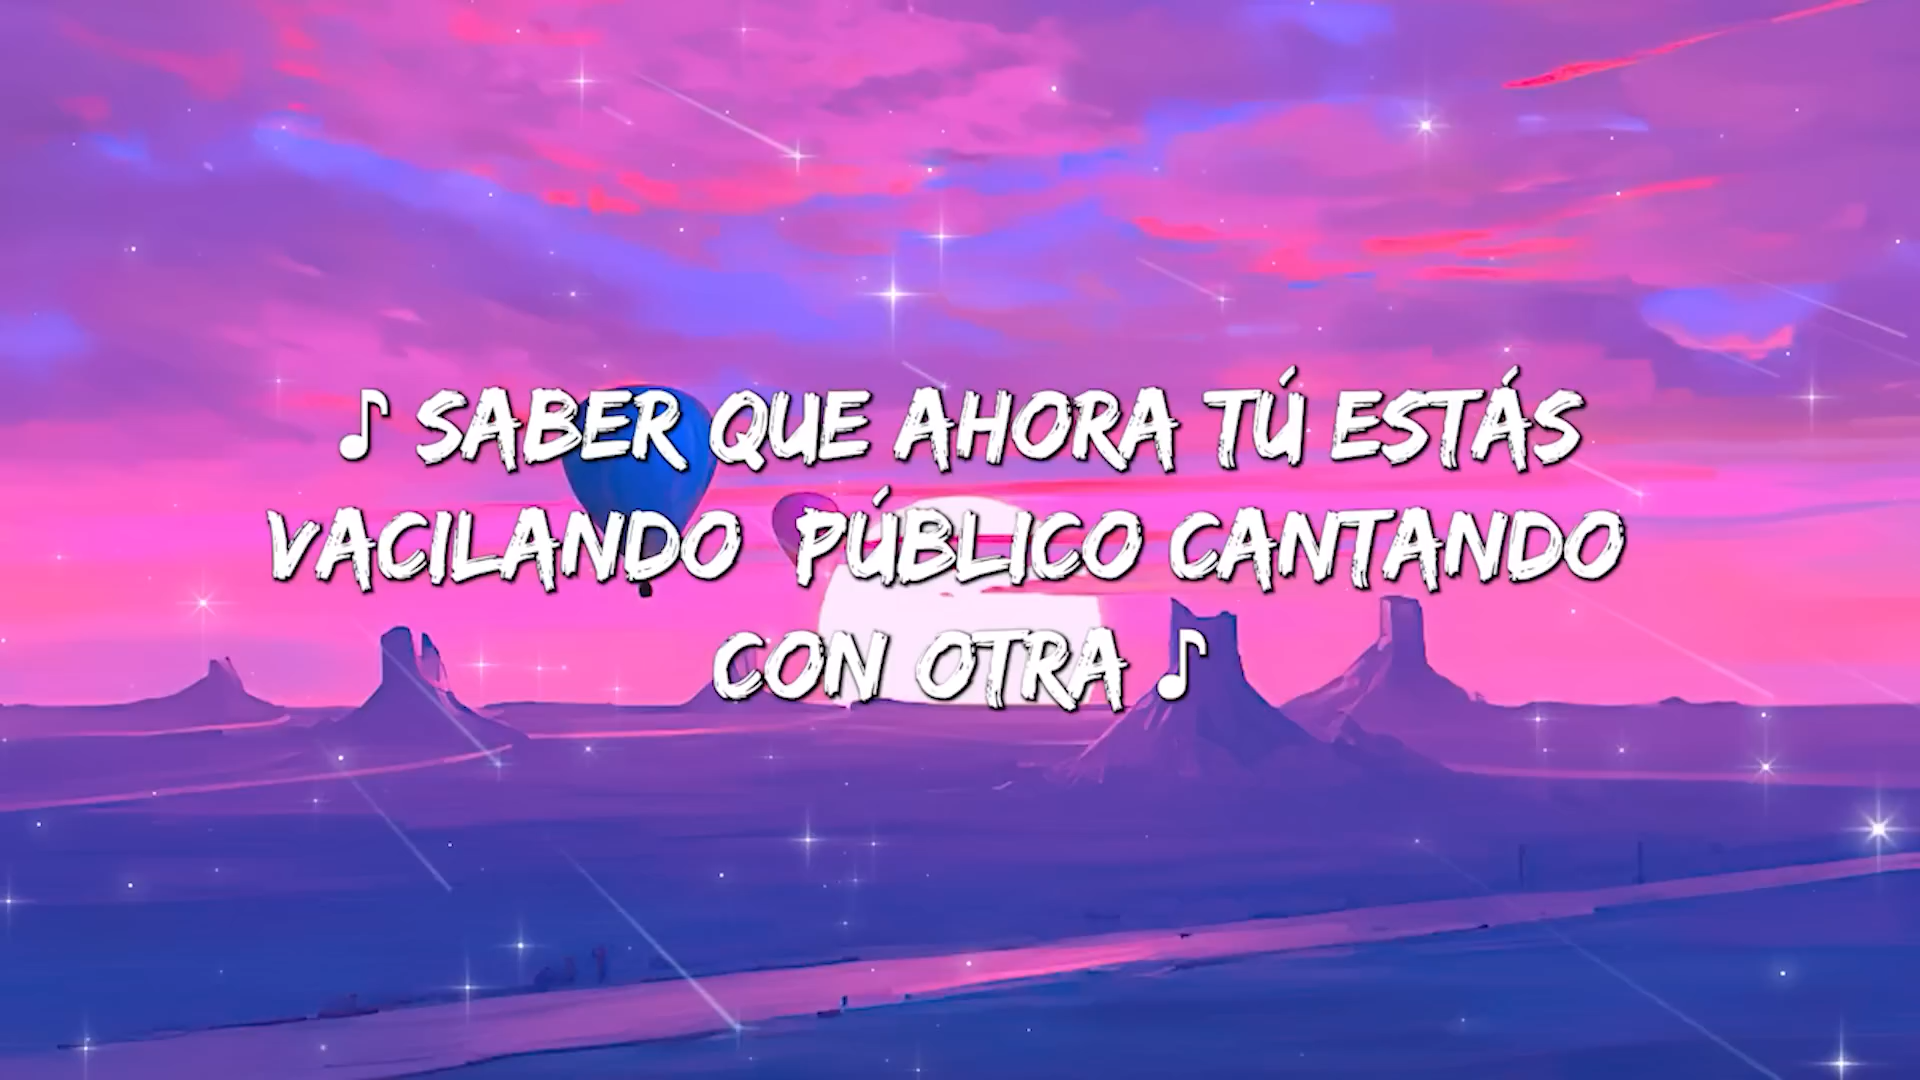 ♪ SABER QUE AHORA TÚ ESTÁS
VACILANDO PÚBLICO CANTANDO
CON OTRA ♪